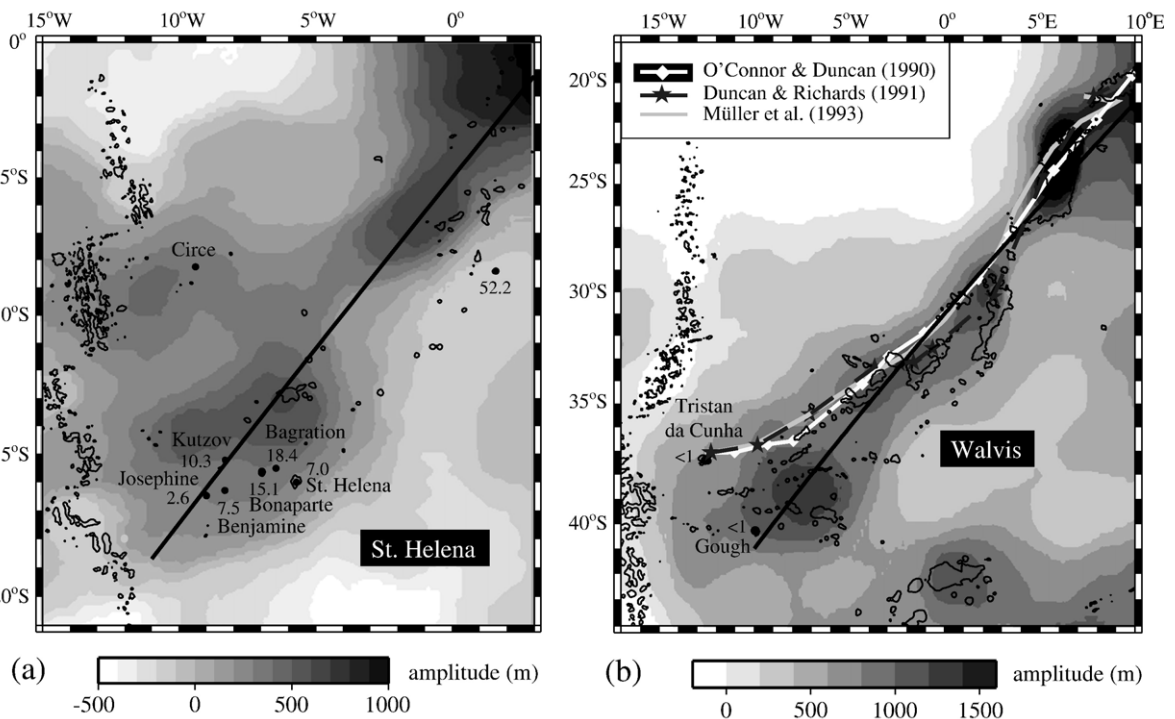 15°W 10°W 5°W 0°
0°
5°S
0°S
5°S
0°S
Circe
52.2
Kutzov
10.3
Bagration
18.4
Josephine
2.6
7.5
15.1
7.0
St. Helena
Bonaparte
Benjamine
St. Helena
(a)
-500 0 500 1000
amplitude (m)
15°W 10°W 5°W 0° 5°E 10°E
O'Connor & Duncan (1990)
Duncan & Richards (1991)
Müller et al. (1993)
20°S
25°S
30°S
35°S
40°S
Tristan
da Cunha
<1
Walvis
<1
Gough
(b)
0 500 1000 1500
amplitude (m)